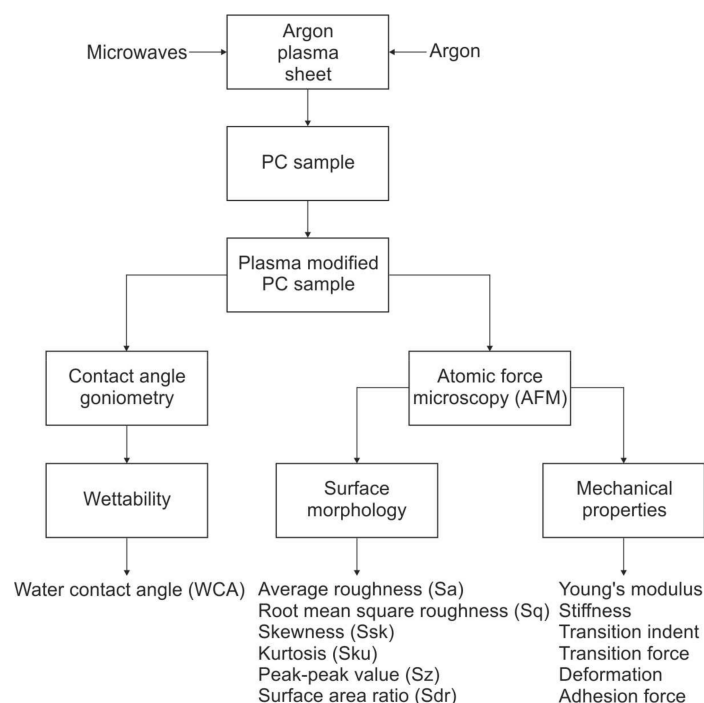 Microwaves
Argon
plasma
sheet
Argon
PC sample
Plasma modified
PC sample
Contact angle
goniometry
Atomic force
microscopy (AFM)
Wettability
Surface
morphology
Mechanical
properties
Water contact angle (WCA)
Average roughness (Sa)
Root mean square roughness (Sq)
Skewness (Ssk)
Kurtosis (Sku)
Peak-peak value (Sz)
Surface area ratio (Sdr)
Young's modulus
Stiffness
Transition indent
Transition force
Deformation
Adhesion force